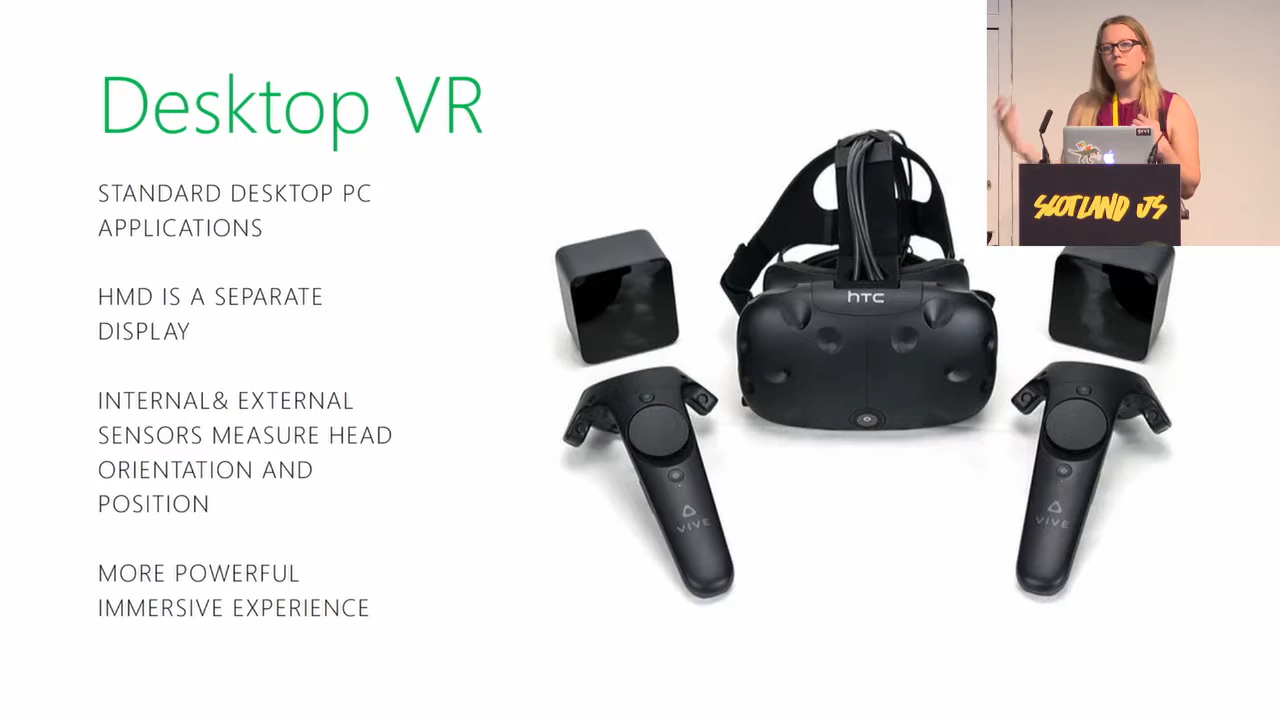 Desktop VR
STANDARD DESKTOP PC
APPLICATIONS
HMD IS A SEPARATE
DISPLAY
INTERNAL& EXTERNAL
SENSORS MEASURE HEAD
ORIENTATION AND
POSITION
MORE POWERFUL
IMMERSIVE EXPERIENCE
hTC
VIVE
VIVE
SCOTLAND JS